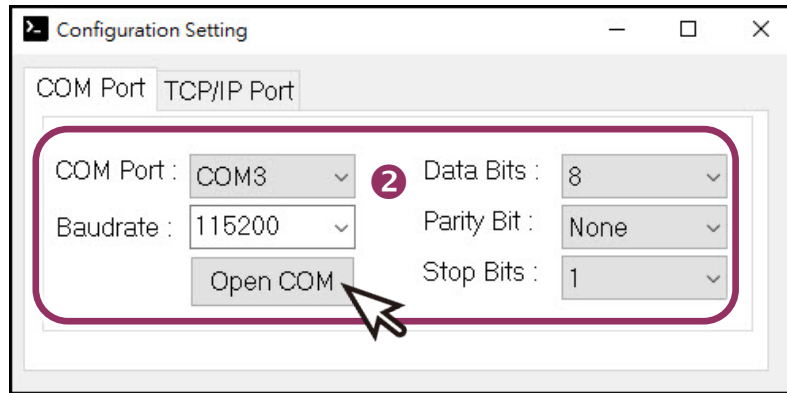 Configuration Setting
COM Port TCP/IP Port
COM Port : COM3 ❷ Data Bits : 8
Baudrate : 115200 Parity Bit : None
Open COM Stop Bits : 1